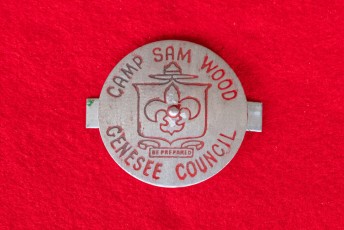 CAMP SAM WOOD
BE PREPARED
GENESEE COUNCIL